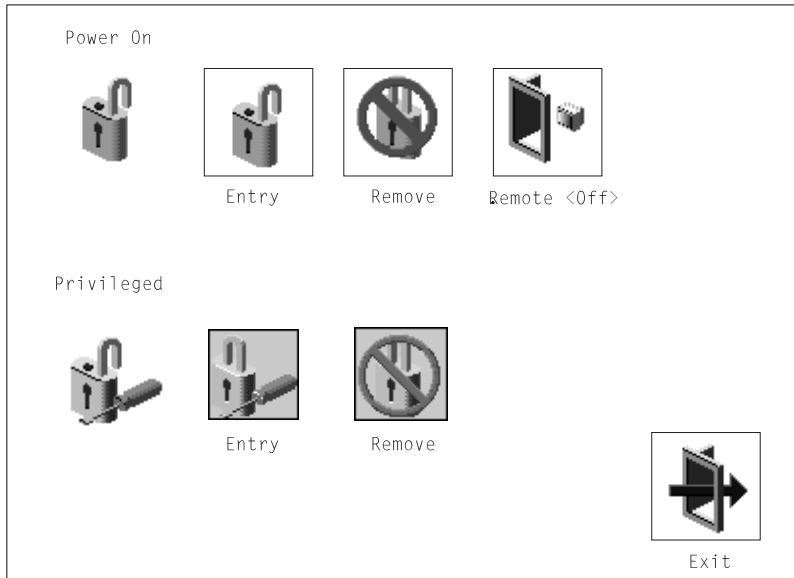 Power On
Entry Remove Remote <Off>
Privileged
Entry Remove
Exit